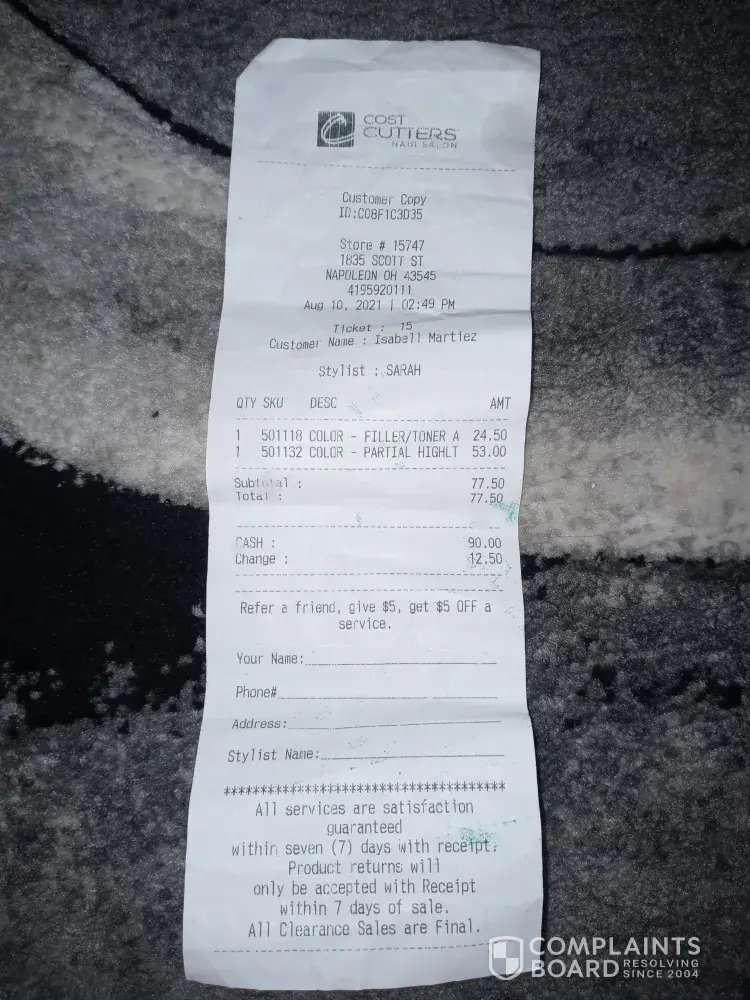 COST
CUTTERS
HAIR SALON
Customer Copy
ID:C08F1C3D35
Store # 15747
1835 SCOTT ST
NAPOLEON OH 43545
4195920111
Aug 10, 2021 | 02:49 PM
Ticket : 15
Customer Name : Isabell Martiez
Stylist : SARAH
QTY SKU DESC AMT
1 501118 COLOR - FILLER/TONER A 24.50
1 501132 COLOR - PARTIAL HIGHLT 53.00
Subtotal : 77.50
Total : 77.50
CASH : 90.00
Change : 12.50
Refer a friend, give $5, get $5 OFF a
service.
Your Name:
Phone#
Address:
Stylist Name:
**************************************
All services are satisfaction
guaranteed
within seven (7) days with receipt.
Product returns will
only be accepted with Receipt
within 7 days of sale.
All Clearance Sales are Final.
COMPLAINTS
BOARD RESOLVING
SINCE 2004